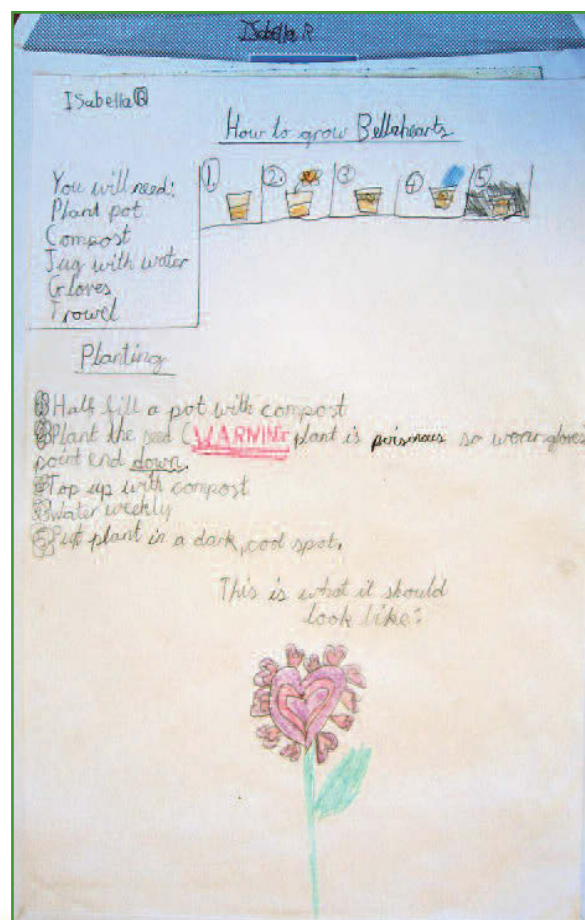 Isabella R
ISabella R
How to grow Bellahearts
You will need:
Plant pot
Compost
Jug with water
Gloves
Trowel
1.
2.
3
4
5
Planting
1 Half fill a pot with compost
2 Plant the seed (WARNING plant is poisonous so wear gloves
point end down.
3 Top up with compost
4 Water weekly
5 Put plant in a dark, cool spot.
This is what it should
look like: